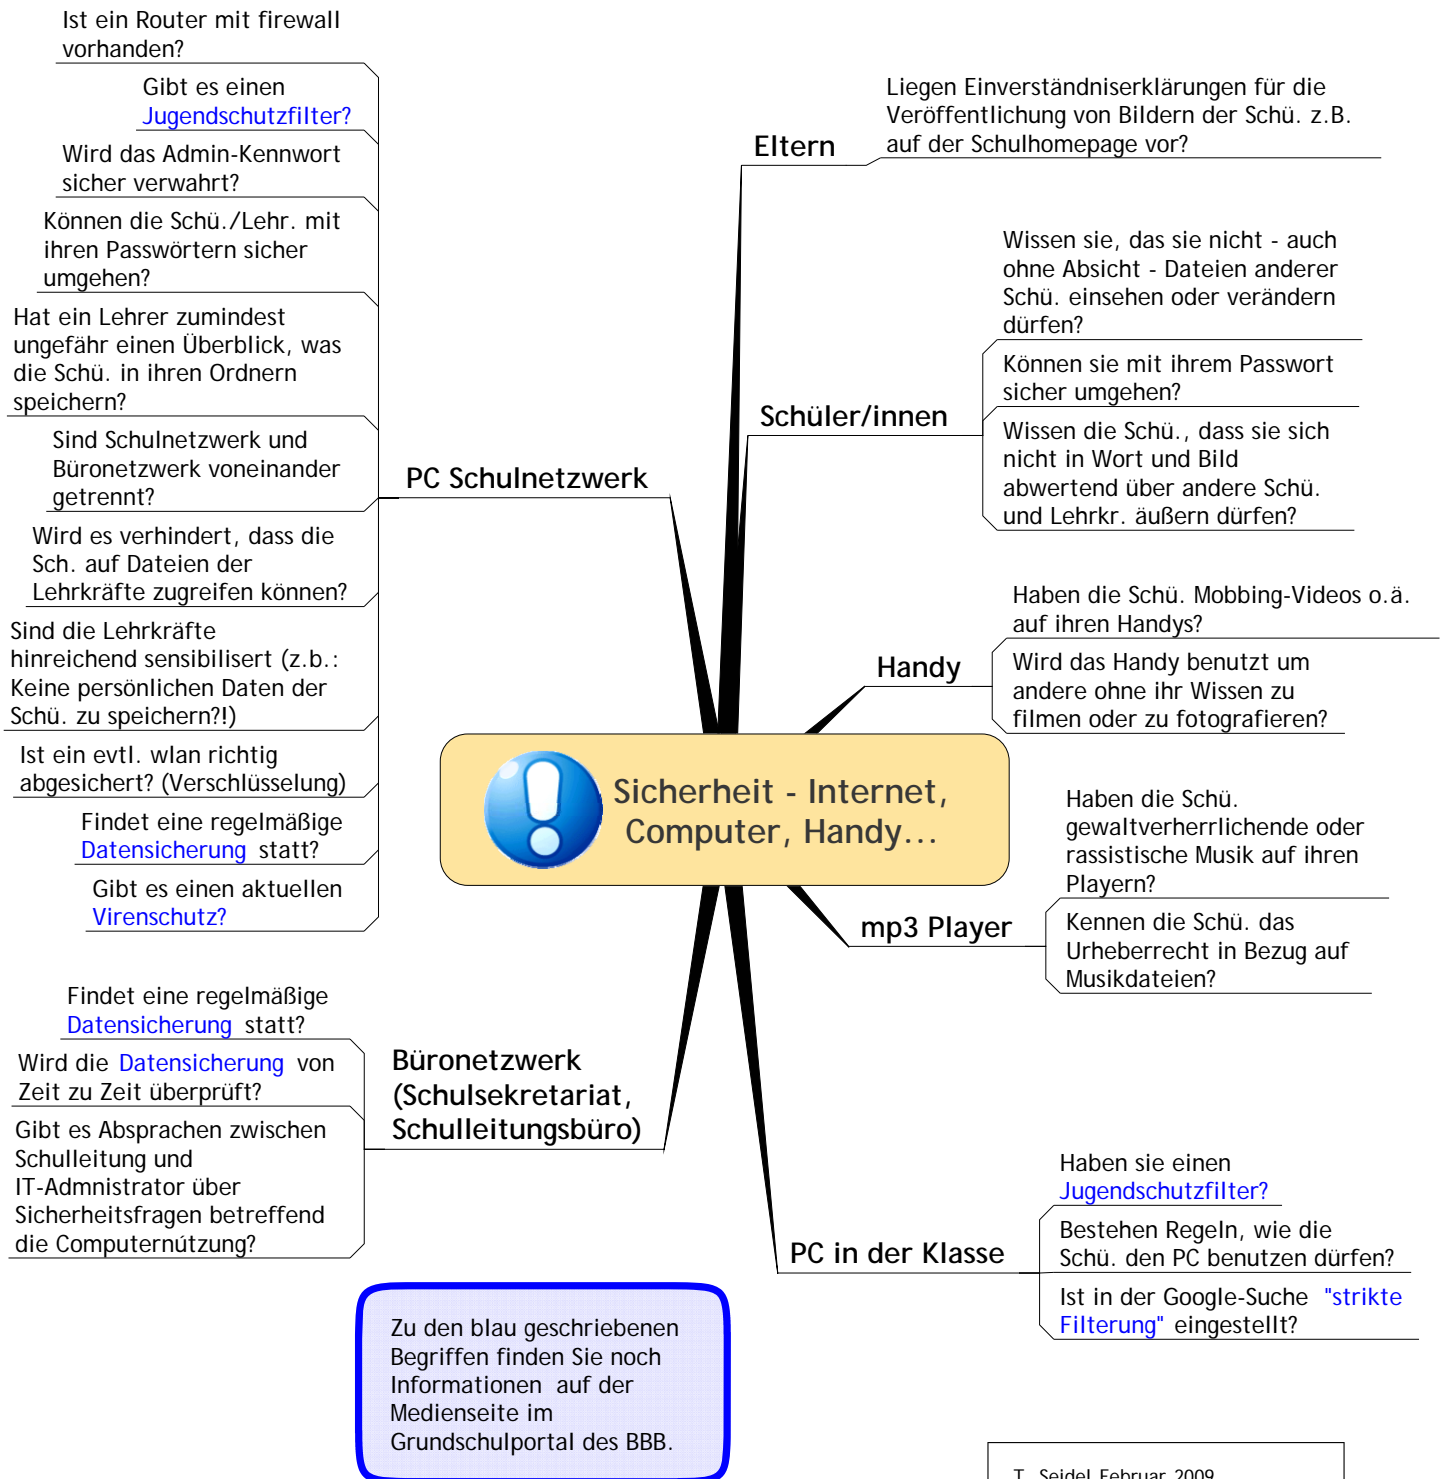 Ist ein Router mit firewall
vorhanden?
Gibt es einen
Jugendschutzfilter?
Wird das Admin-Kennwort
sicher verwahrt?
Können die Schü./Lehr. mit
ihren Passwörtern sicher
umgehen?
Hat ein Lehrer zumindest
ungefähr einen Überblick, was
die Schü. in ihren Ordnern
speichern?
Sind Schulnetzwerk und
Büronetzwerk voneinander
getrennt?
Wird es verhindert, dass die
Sch. auf Dateien der
Lehrkräfte zugreifen können?
Sind die Lehrkräfte
hinreichend sensibilisert (z.b.:
Keine persönlichen Daten der
Schü. zu speichern?!)
Ist ein evtl. wlan richtig
abgesichert? (Verschlüsselung)
Findet eine regelmäßige
Datensicherung statt?
Gibt es einen aktuellen
Virenschutz?
PC Schulnetzwerk
Findet eine regelmäßige
Datensicherung statt?
Wird die Datensicherung von
Zeit zu Zeit überprüft?
Gibt es Absprachen zwischen
Schulleitung und
IT-Admnistrator über
Sicherheitsfragen betreffend
die Computernútzung?
Büronetzwerk
(Schulsekretariat,
Schulleitungsbüro)
Sicherheit - Internet,
Computer, Handy...
Eltern
Liegen Einverständniserklärungen für die
Veröffentlichung von Bildern der Schü. z.B.
auf der Schulhomepage vor?
Schüler/innen
Wissen sie, das sie nicht - auch
ohne Absicht - Dateien anderer
Schü. einsehen oder verändern
dürfen?
Können sie mit ihrem Passwort
sicher umgehen?
Wissen die Schü., dass sie sich
nicht in Wort und Bild
abwertend über andere Schü.
und Lehrkr. äußern dürfen?
Handy
Haben die Schü. Mobbing-Videos o.ä.
auf ihren Handys?
Wird das Handy benutzt um
andere ohne ihr Wissen zu
filmen oder zu fotografieren?
mp3 Player
Haben die Schü.
gewaltverherrlichende oder
rassistische Musik auf ihren
Playern?
Kennen die Schü. das
Urheberrecht in Bezug auf
Musikdateien?
PC in der Klasse
Haben sie einen
Jugendschutzfilter?
Bestehen Regeln, wie die
Schü. den PC benutzen dürfen?
Ist in der Google-Suche "strikte
Filterung" eingestellt?
Zu den blau geschriebenen
Begriffen finden Sie noch
Informationen auf der
Medienseite im
Grundschulportal des BBB.
T. Seidel Februar 2009